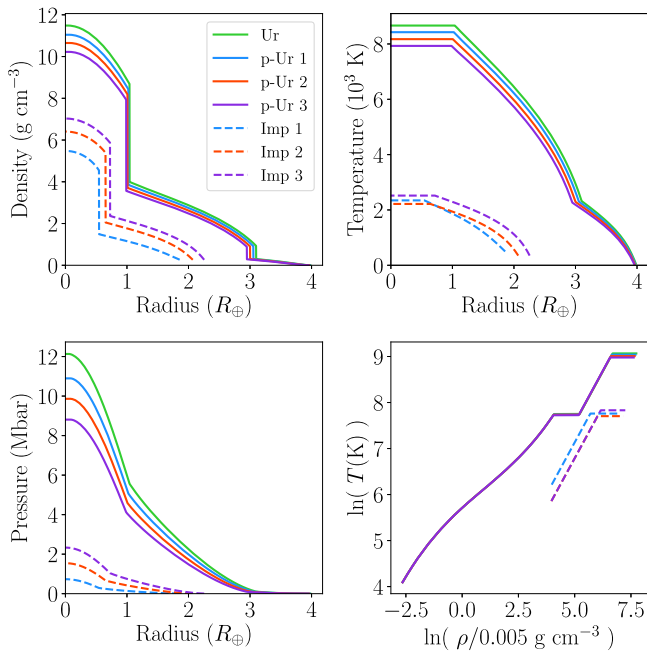 12
10
8
6
4
2
0
Density (g cm⁻³)
0 1 2 3 4
Radius (R⊕)
Ur
p-Ur 1
p-Ur 2
p-Ur 3
Imp 1
Imp 2
Imp 3
8
6
4
2
0
Temperature (10³ K)
0 1 2 3 4
Radius (R⊕)
12
10
8
6
4
2
0
Pressure (Mbar)
0 1 2 3 4
Radius (R⊕)
9
8
7
6
5
4
ln( T(K) )
−2.5 0.0 2.5 5.0 7.5
ln( ρ/0.005 g cm⁻³ )